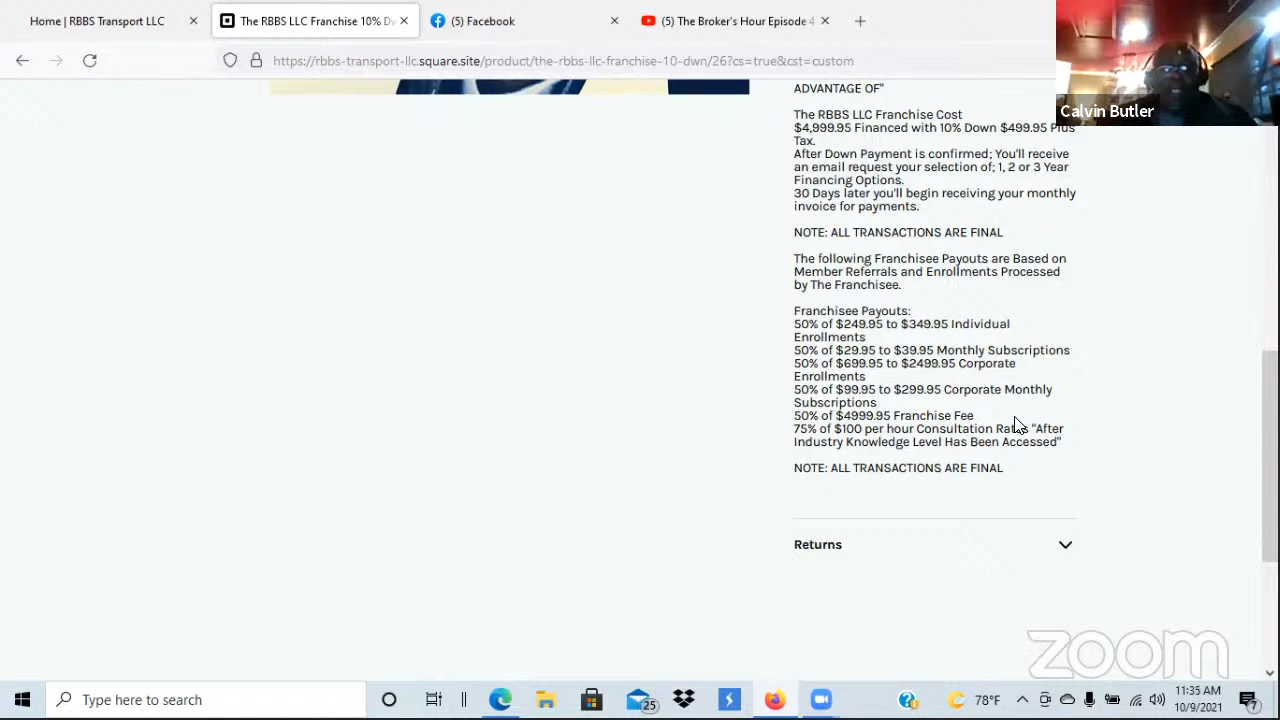 Home | RBBS Transport LLC
The RBBS LLC Franchise 10% Dw
(5) Facebook
(5) The Broker's Hour Episode 4
https://rbbs-transport-llc.square.site/product/the-rbbs-llc-franchise-10-dwn/26?cs=true&cst=custom
Calvin Butler
ADVANTAGE OF"
The RBBS LLC Franchise Cost
$4,999.95 Financed with 10% Down $499.95 Plus
Tax.
After Down Payment is confirmed; You'll receive
an email request your selection of; 1, 2 or 3 Year
Financing Options.
30 Days later you'll begin receiving your monthly
invoice for payments.
NOTE: ALL TRANSACTIONS ARE FINAL
The following Franchisee Payouts are Based on
Member Referrals and Enrollments Processed
by The Franchisee.
Franchisee Payouts:
50% of $249.95 to $349.95 Individual
Enrollments
50% of $29.95 to $39.95 Monthly Subscriptions
50% of $699.95 to $2499.95 Corporate
Enrollments
50% of $99.95 to $299.95 Corporate Monthly
Subscriptions
50% of $4999.95 Franchise Fee
75% of $100 per hour Consultation Rates "After
Industry Knowledge Level Has Been Accessed"
NOTE: ALL TRANSACTIONS ARE FINAL
Returns
zoom
Type here to search
25
78°F
11:35 AM
10/9/2021
7